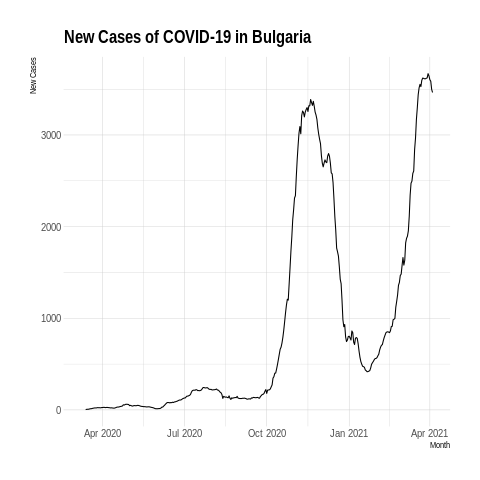 New Cases of COVID-19 in Bulgaria
New Cases
3000
2000
1000
0
Apr 2020 Jul 2020 Oct 2020 Jan 2021 Apr 2021
Month